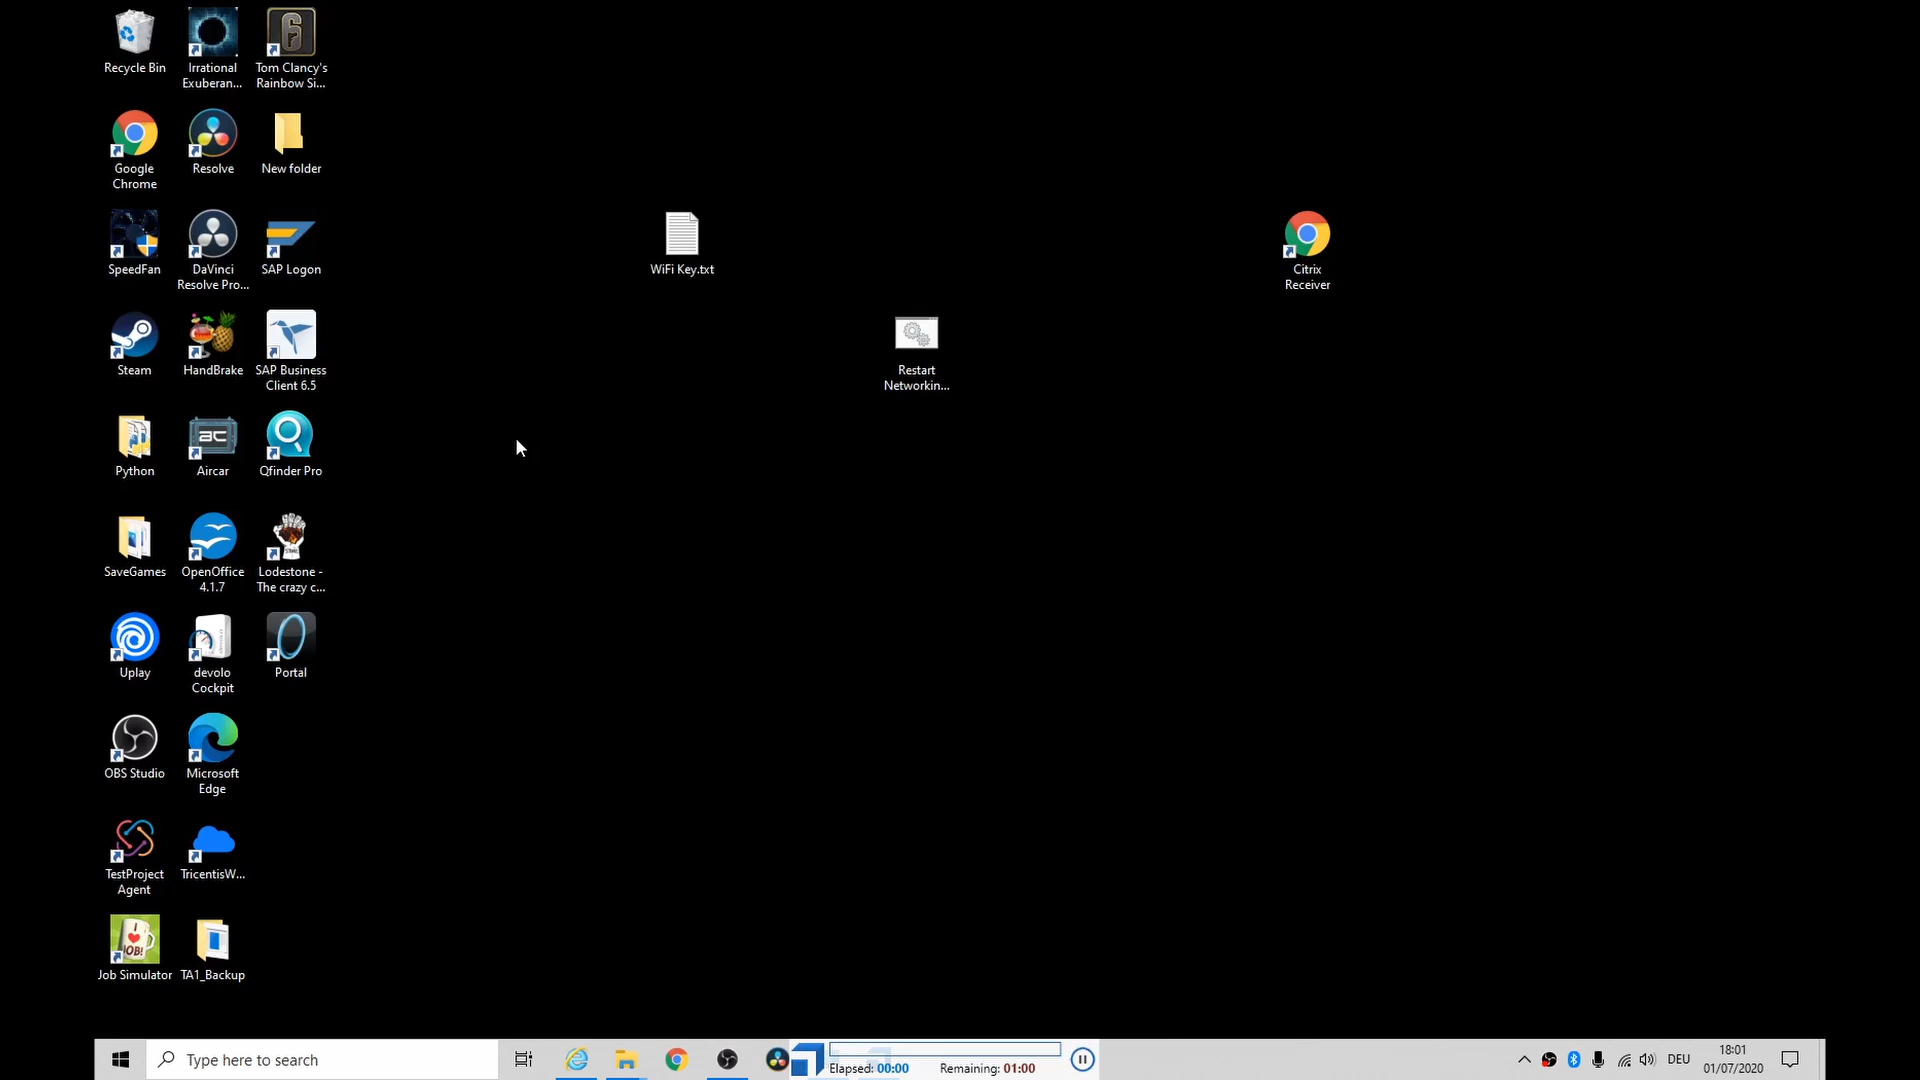 Recycle Bin
Irrational
Exuberan...
Tom Clancy's
Rainbow Si...
Google
Chrome
Resolve
New folder
SpeedFan
DaVinci
Resolve Pro...
SAP Logon
WiFi Key.txt
Citrix
Receiver
Steam
HandBrake
SAP Business
Client 6.5
Restart
Networkin...
Python
Aircar
Qfinder Pro
SaveGames
OpenOffice
4.1.7
Lodestone -
The crazy c...
Uplay
devolo
Cockpit
Portal
OBS Studio
Microsoft
Edge
TestProject
Agent
TricentisW...
I
JOB!
Job Simulator
TA1_Backup
Type here to search
Elapsed: 00:00
Remaining: 01:00
DEU
18:01
01/07/2020